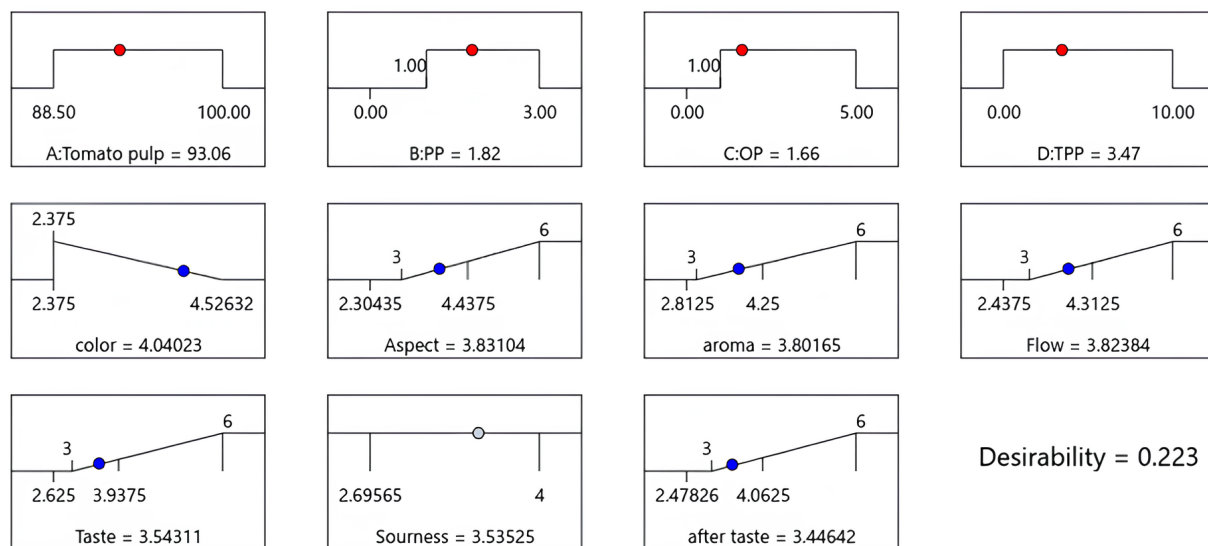 1.00
1.00
88.50 100.00
0.00 3.00
0.00 5.00
0.00 10.00
A:Tomato pulp = 93.06
B:PP = 1.82
C:OP = 1.66
D:TPP = 3.47
2.375
3 6
3 6
3 6
2.375 4.52632
2.30435 4.4375
2.8125 4.25
2.4375 4.3125
color = 4.04023
Aspect = 3.83104
aroma = 3.80165
Flow = 3.82384
3 6
3 6
2.625 3.9375
2.69565 4
2.47826 4.0625
Desirability = 0.223
Taste = 3.54311
Sourness = 3.53525
after taste = 3.44642